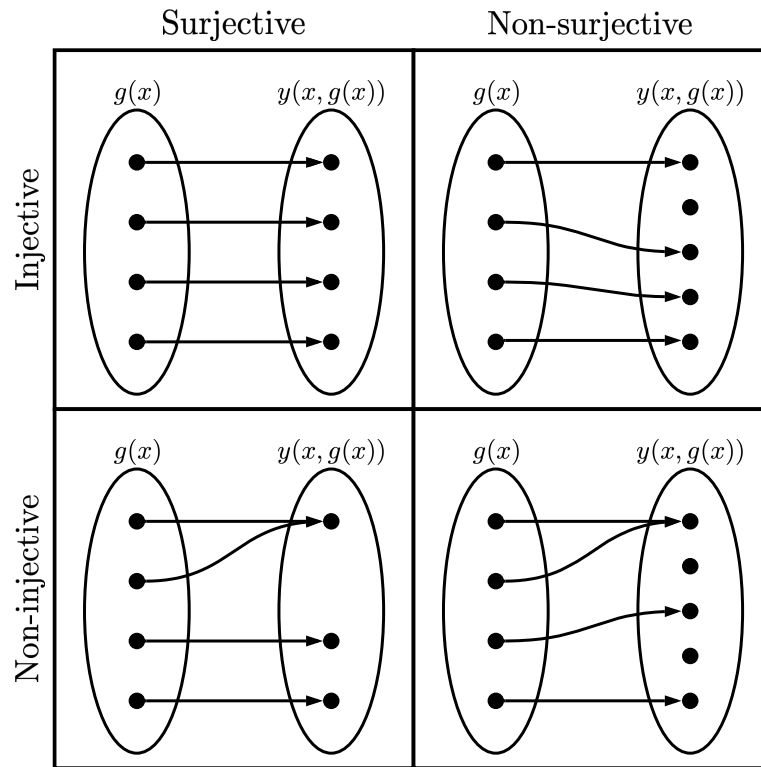 Surjective
Non-surjective
Injective
g(x)
y(x, g(x))
g(x)
y(x, g(x))
Non-injective
g(x)
y(x, g(x))
g(x)
y(x, g(x))